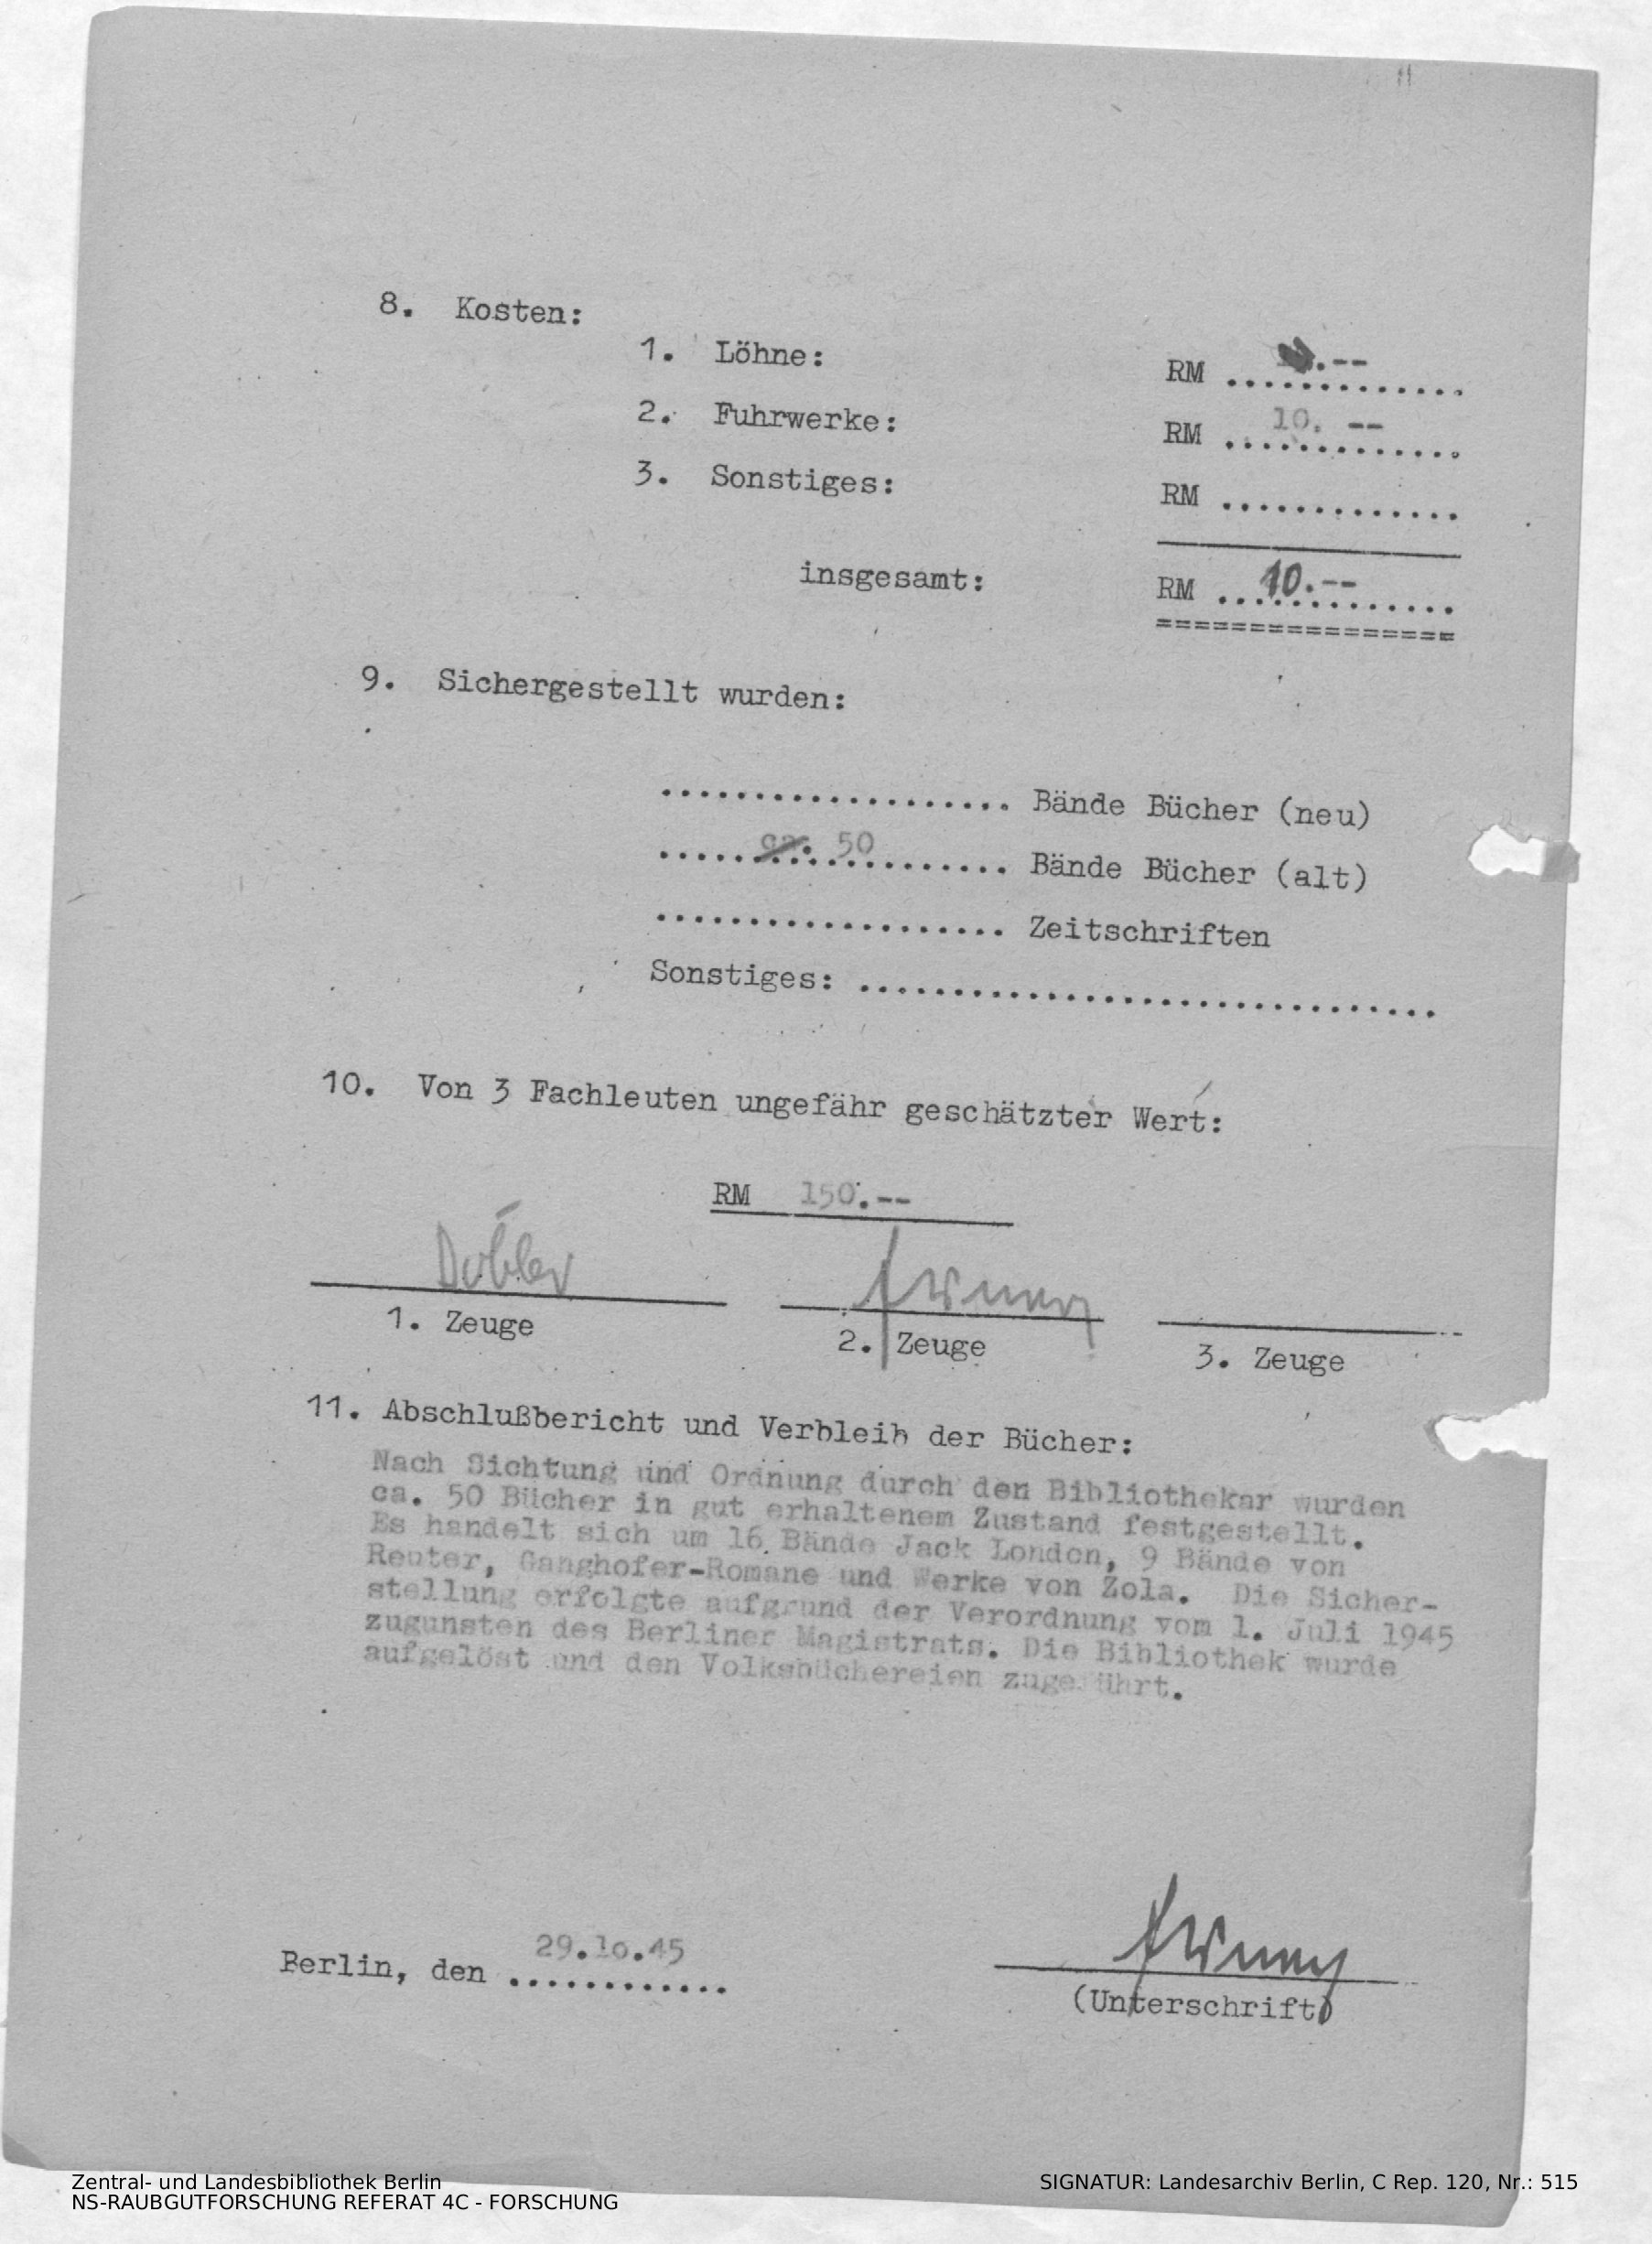 8. Kosten:
1. Löhne: RM .--
2. Fuhrwerke: RM 10. --
3. Sonstiges: RM .............
insgesamt: RM 10.--
================
9. Sichergestellt wurden:
................... Bände Bücher (neu)
ca. 50 Bände Bücher (alt)
................... Zeitschriften
Sonstiges: ...............................
10. Von 3 Fachleuten ungefähr geschätzter Wert:
RM 150.--
Dobler
1. Zeuge 2. Zeuge 3. Zeuge
11. Abschlußbericht und Verbleib der Bücher:
Nach Sichtung und Ordnung durch den Bibliothekar wurden
ca. 50 Bücher in gut erhaltenem Zustand festgestellt.
Es handelt sich um 16 Bände Jack London, 9 Bände von
Reuter, Ganghofer-Romane und Werke von Zola. Die Sicher-
stellung erfolgte aufgrund der Verordnung vom 1. Juli 1945
zugunsten des Berliner Magistrats. Die Bibliothek wurde
aufgelöst und den Volksbüchereien zugeführt.
Berlin, den 29.10.45
(Unterschrift)
Zentral- und Landesbibliothek Berlin
NS-RAUBGUTFORSCHUNG REFERAT 4C - FORSCHUNG
SIGNATUR: Landesarchiv Berlin, C Rep. 120, Nr.: 515